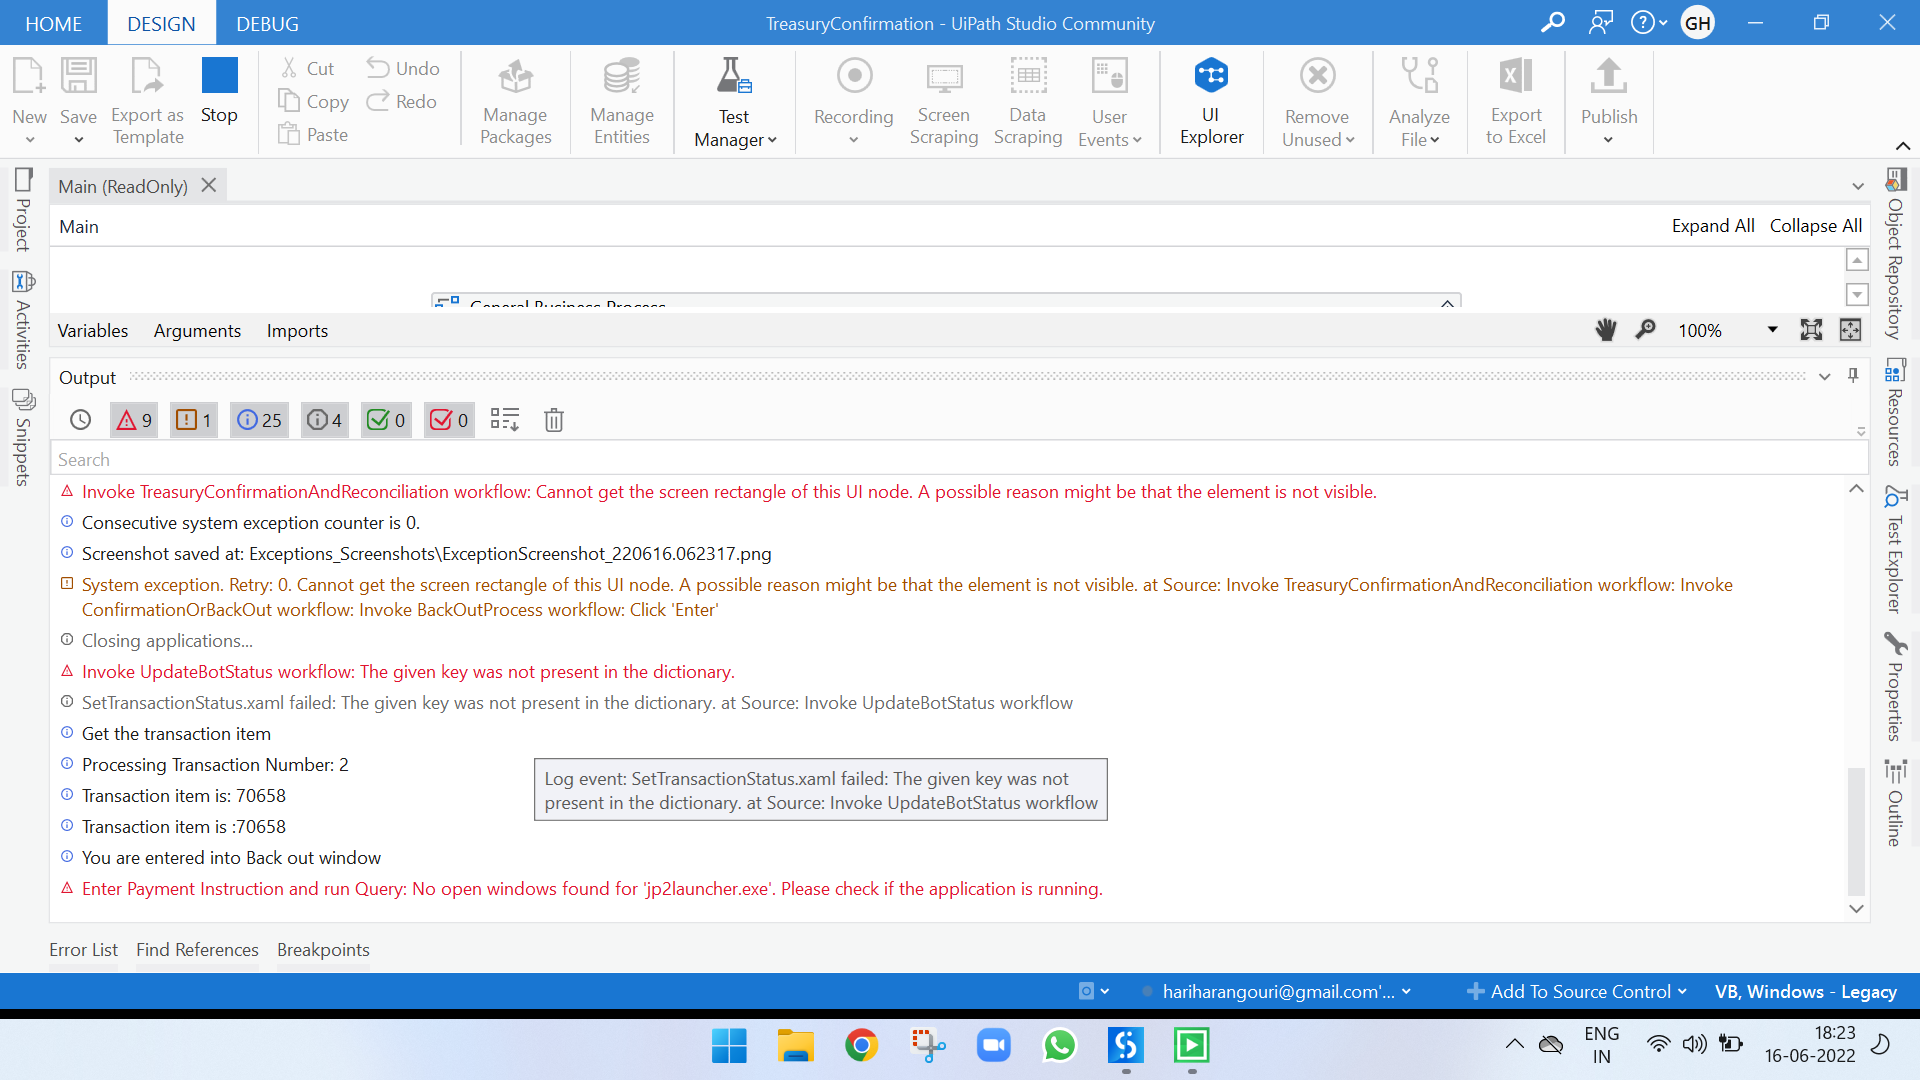 HOME DESIGN DEBUG
TreasuryConfirmation - UiPath Studio Community
GH
New
Save
Export as
Template
Stop
Cut
Copy
Paste
Undo
Redo
Manage
Packages
Manage
Entities
Test
Manager
Recording
Screen
Scraping
Data
Scraping
User
Events
UI
Explorer
Remove
Unused
Analyze
File
Export
to Excel
Publish
Project
Activities
Snippets
Main (ReadOnly)
Main
Expand All Collapse All
General Business Process
Variables Arguments Imports
100%
Output
9 1 25 4 0 0
Search
Invoke TreasuryConfirmationAndReconciliation workflow: Cannot get the screen rectangle of this UI node. A possible reason might be that the element is not visible.
Consecutive system exception counter is 0.
Screenshot saved at: Exceptions_Screenshots\ExceptionScreenshot_220616.062317.png
System exception. Retry: 0. Cannot get the screen rectangle of this UI node. A possible reason might be that the element is not visible. at Source: Invoke TreasuryConfirmationAndReconciliation workflow: Invoke
ConfirmationOrBackOut workflow: Invoke BackOutProcess workflow: Click 'Enter'
Closing applications...
Invoke UpdateBotStatus workflow: The given key was not present in the dictionary.
SetTransactionStatus.xaml failed: The given key was not present in the dictionary. at Source: Invoke UpdateBotStatus workflow
Get the transaction item
Processing Transaction Number: 2
Transaction item is: 70658
Transaction item is :70658
You are entered into Back out window
Enter Payment Instruction and run Query: No open windows found for 'jp2launcher.exe'. Please check if the application is running.
Log event: SetTransactionStatus.xaml failed: The given key was not
present in the dictionary. at Source: Invoke UpdateBotStatus workflow
Object Repository
Resources
Test Explorer
Properties
Outline
Error List Find References Breakpoints
hariharangouri@gmail.com'...
Add To Source Control
VB, Windows - Legacy
ENG
IN
18:23
16-06-2022